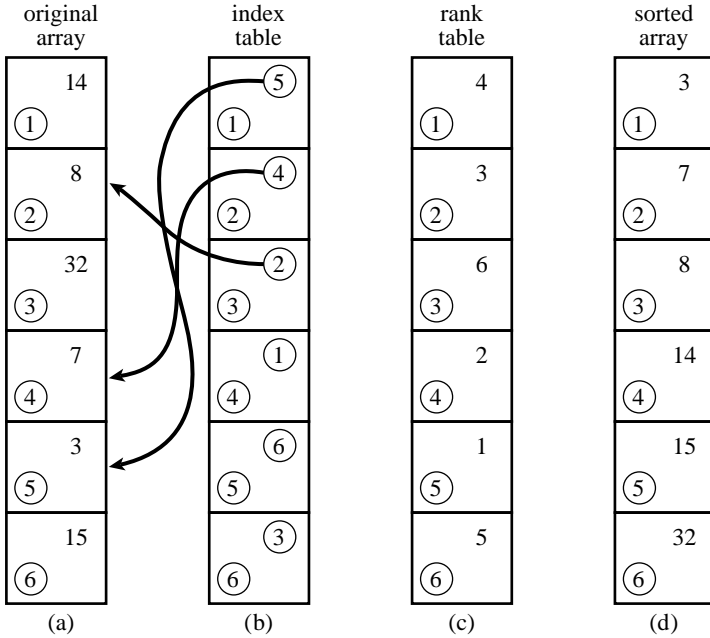 original array
index table
rank table
sorted array
14 5 4 3
1 1 1 1
8 4 3 7
2 2 2 2
32 2 6 8
3 3 3 3
7 1 2 14
4 4 4 4
3 6 1 15
5 5 5 5
15 3 5 32
6 6 6 6
(a) (b) (c) (d)